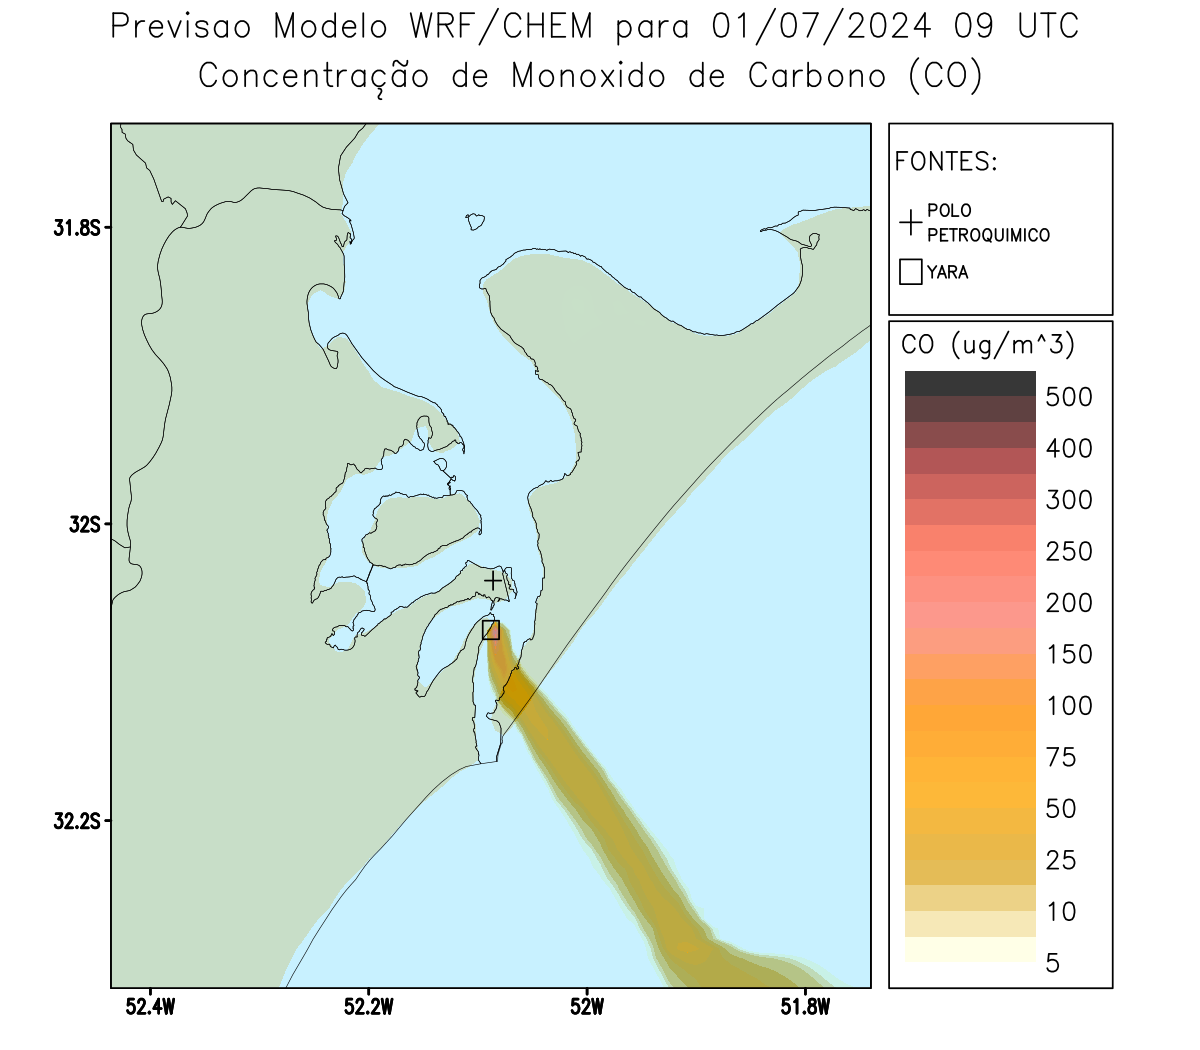 Previsao Modelo WRF/CHEM para 01/07/2024 09 UTC
Concentração de Monoxido de Carbono (CO)
FONTES:
POLO
PETROQUIMICO
YARA
CO (ug/m^3)
500
400
300
250
200
150
100
75
50
25
10
5
31.8S
32S
32.2S
52.4W
52.2W
52W
51.8W